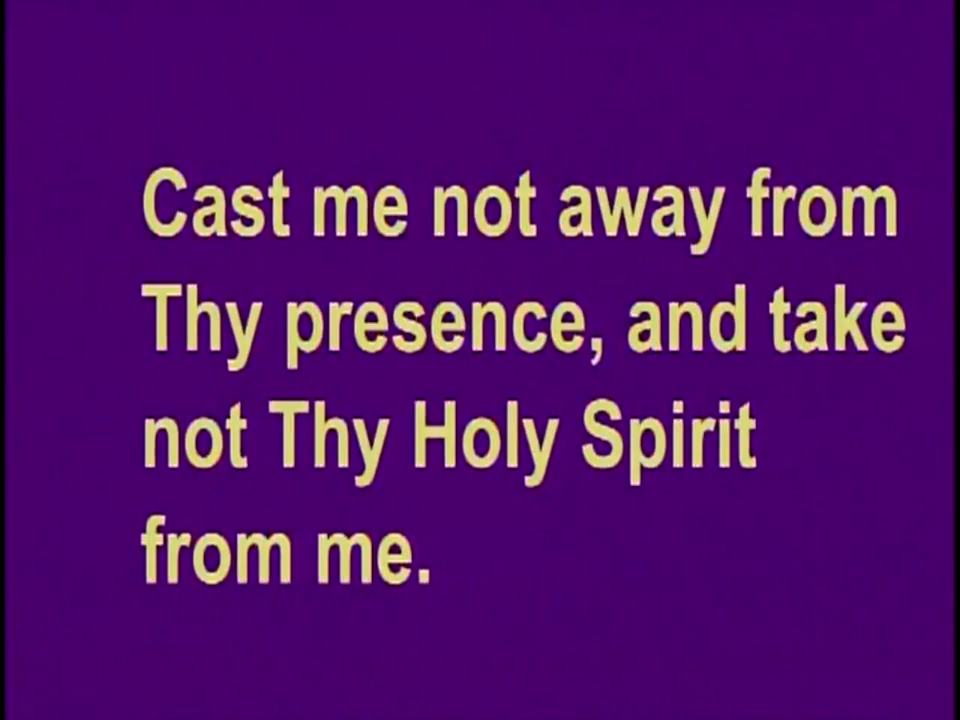 Cast me not away from
Thy presence, and take
not Thy Holy Spirit
from me.